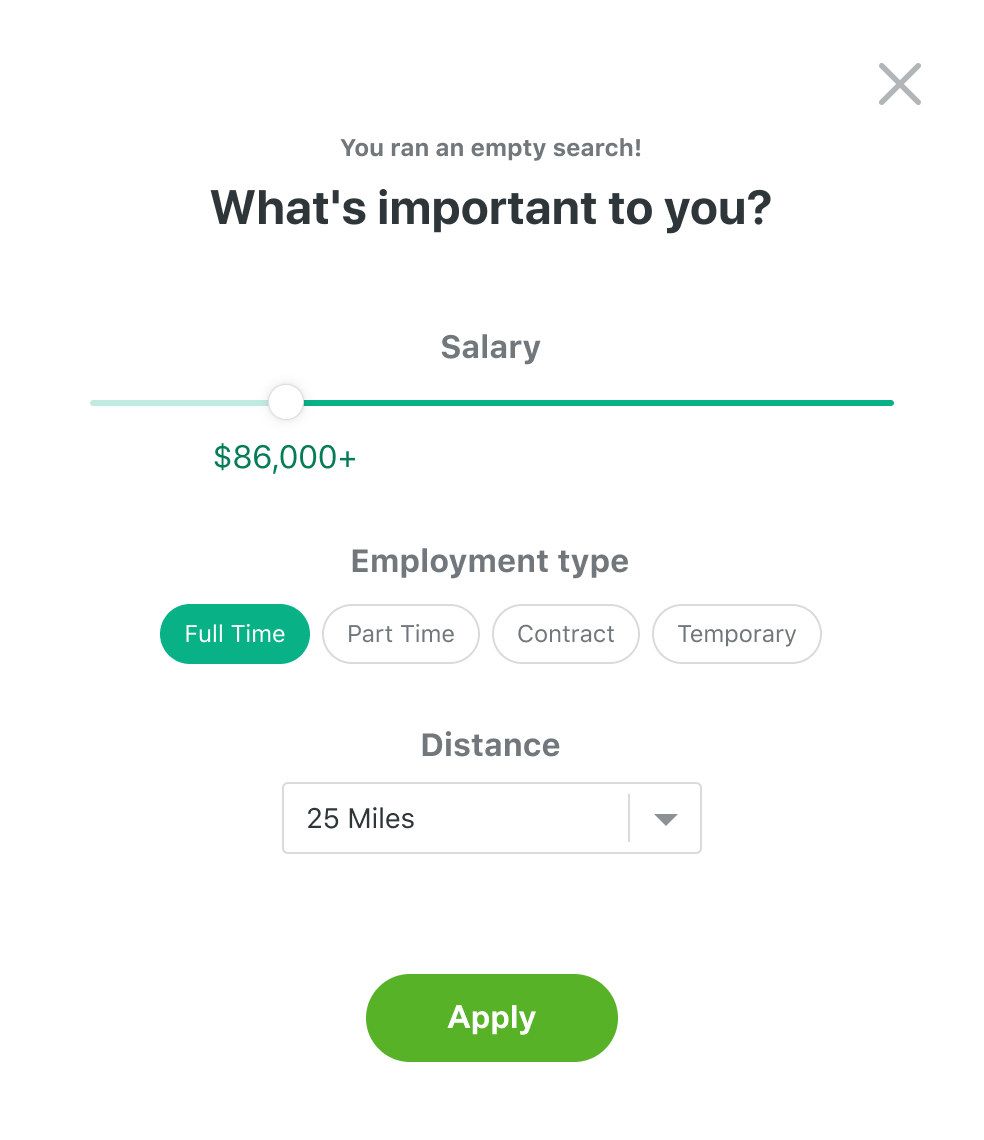 You ran an empty search!
What's important to you?
Salary
$86,000+
Employment type
Full Time Part Time Contract Temporary
Distance
25 Miles
Apply